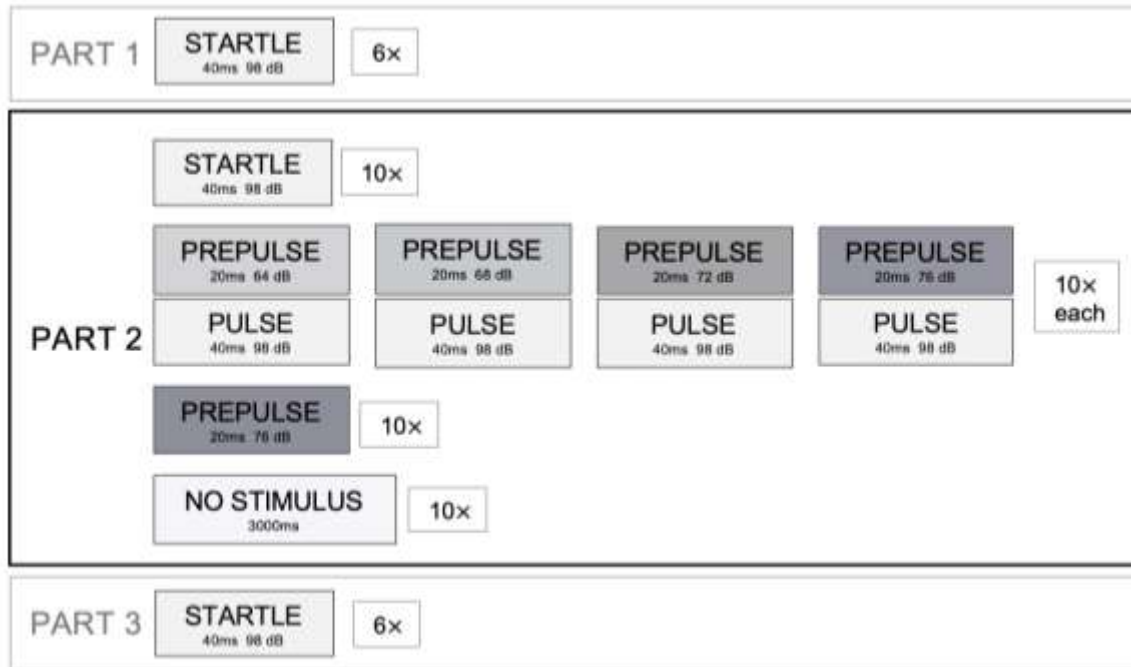 PART 1
STARTLE
40ms 98 dB
6×
PART 2
STARTLE
40ms 98 dB
10×
PREPULSE
20ms 64 dB
PULSE
40ms 98 dB
PREPULSE
20ms 68 dB
PULSE
40ms 98 dB
PREPULSE
20ms 72 dB
PULSE
40ms 98 dB
PREPULSE
20ms 76 dB
PULSE
40ms 98 dB
10×
each
PREPULSE
20ms 76 dB
10×
NO STIMULUS
3000ms
10×
PART 3
STARTLE
40ms 98 dB
6×